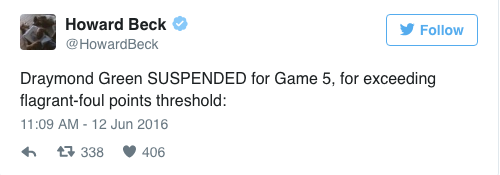 Howard Beck
@HowardBeck
Follow
Draymond Green SUSPENDED for Game 5, for exceeding
flagrant-foul points threshold:
11:09 AM - 12 Jun 2016
338 406